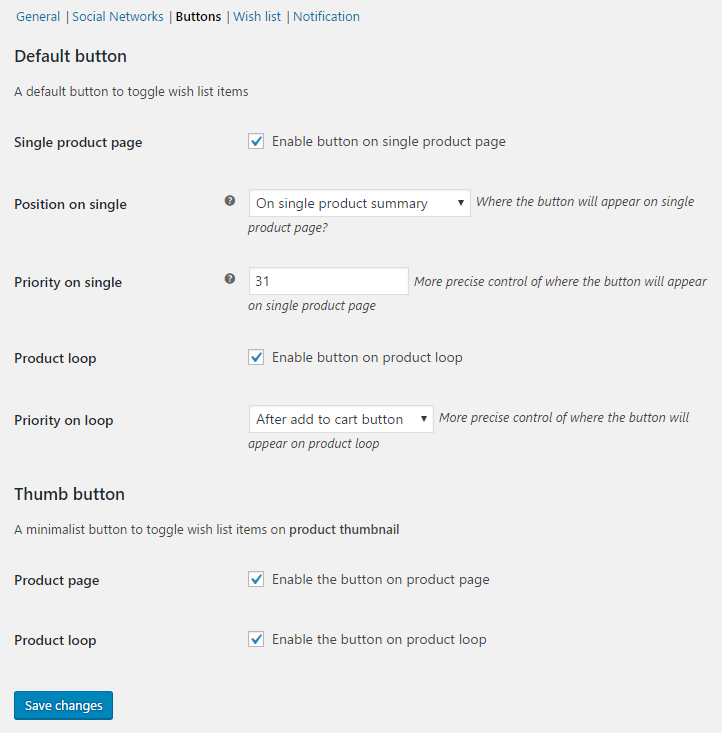 General | Social Networks | Buttons | Wish list | Notification
Default button
A default button to toggle wish list items
Single product page
Enable button on single product page
Position on single
?
On single product summary
Where the button will appear on single
product page?
Priority on single
?
31
More precise control of where the button will appear
on single product page
Product loop
Enable button on product loop
Priority on loop
After add to cart button
More precise control of where the button will
appear on product loop
Thumb button
A minimalist button to toggle wish list items on product thumbnail
Product page
Enable the button on product page
Product loop
Enable the button on product loop
Save changes